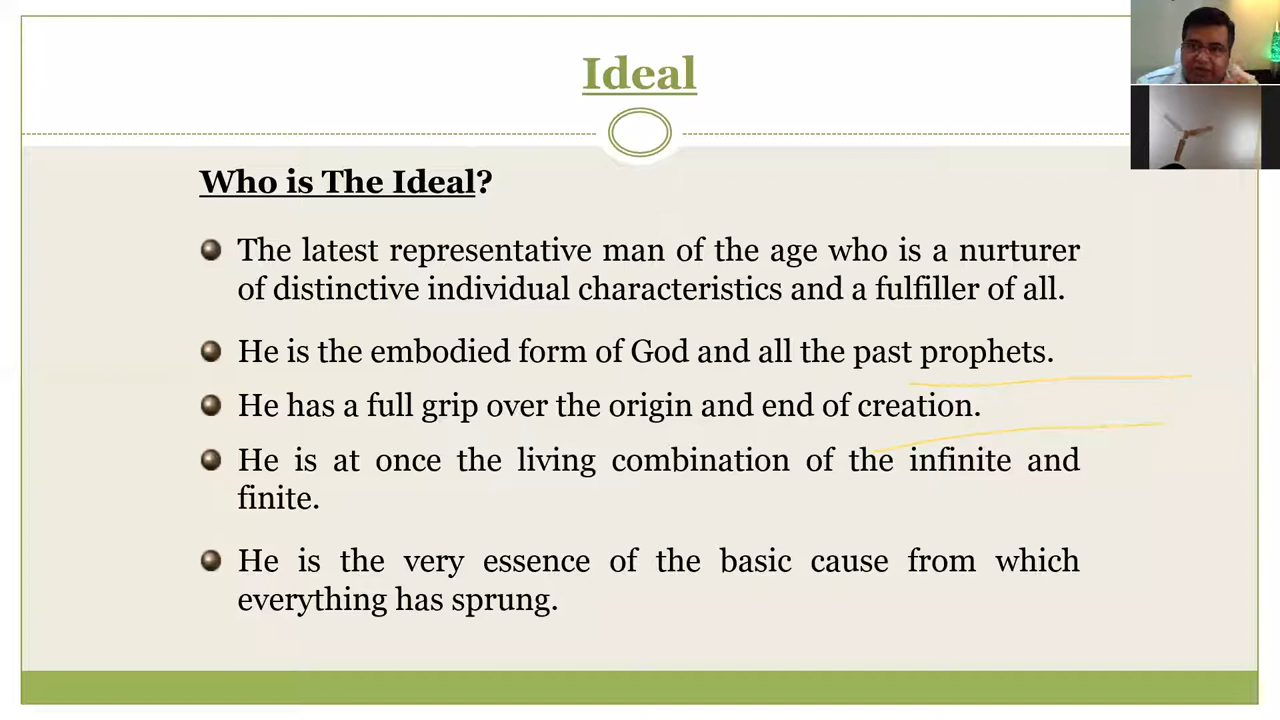 Ideal
Who is The Ideal?
The latest representative man of the age who is a nurturer
of distinctive individual characteristics and a fulfiller of all.
He is the embodied form of God and all the past prophets.
He has a full grip over the origin and end of creation.
He is at once the living combination of the infinite and
finite.
He is the very essence of the basic cause from which
everything has sprung.